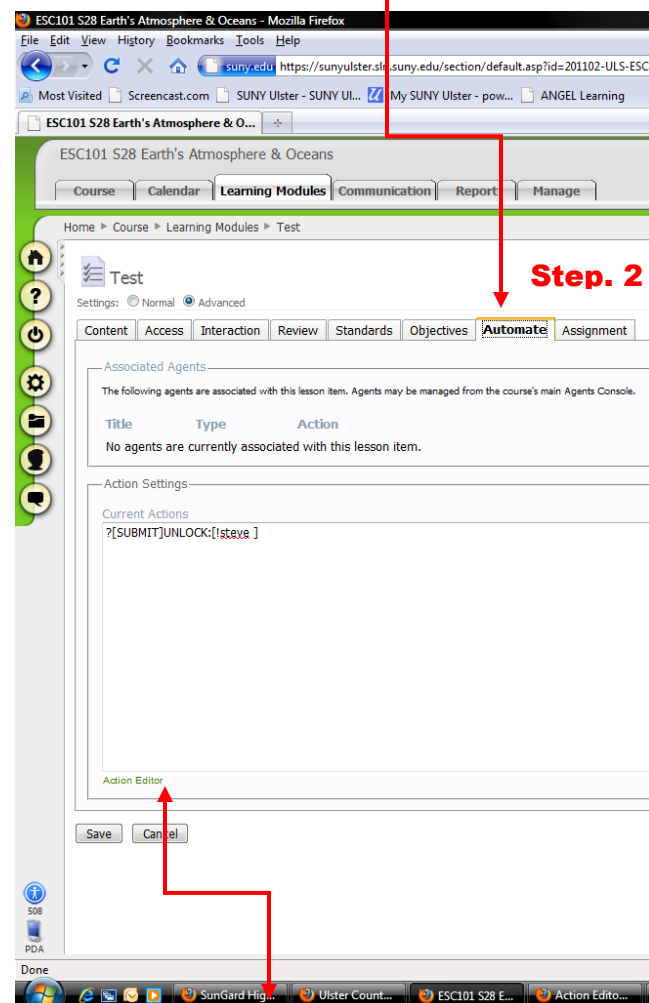 ESC101 S28 Earth's Atmosphere & Oceans - Mozilla Firefox
File Edit View History Bookmarks Tools Help
suny.edu https://sunyulster.sln.suny.edu/section/default.asp?id=201102-ULS-ESC
Most Visited Screencast.com SUNY Ulster - SUNY Ul... My SUNY Ulster - pow... ANGEL Learning
ESC101 S28 Earth's Atmosphere & O...
ESC101 S28 Earth's Atmosphere & Oceans
Course Calendar Learning Modules Communication Report Manage
Home Course Learning Modules Test
Test
Step. 2
Settings: Normal Advanced
Content Access Interaction Review Standards Objectives Automate Assignment
Associated Agents
The following agents are associated with this lesson item. Agents may be managed from the course's main Agents Console.
Title Type Action
No agents are currently associated with this lesson item.
Action Settings
Current Actions
?[SUBMIT]UNLOCK:[!steve ]
Action Editor
Save Cancel
508
PDA
Done
SunGard Hig... Ulster Count... ESC101 S28 E... Action Edito...